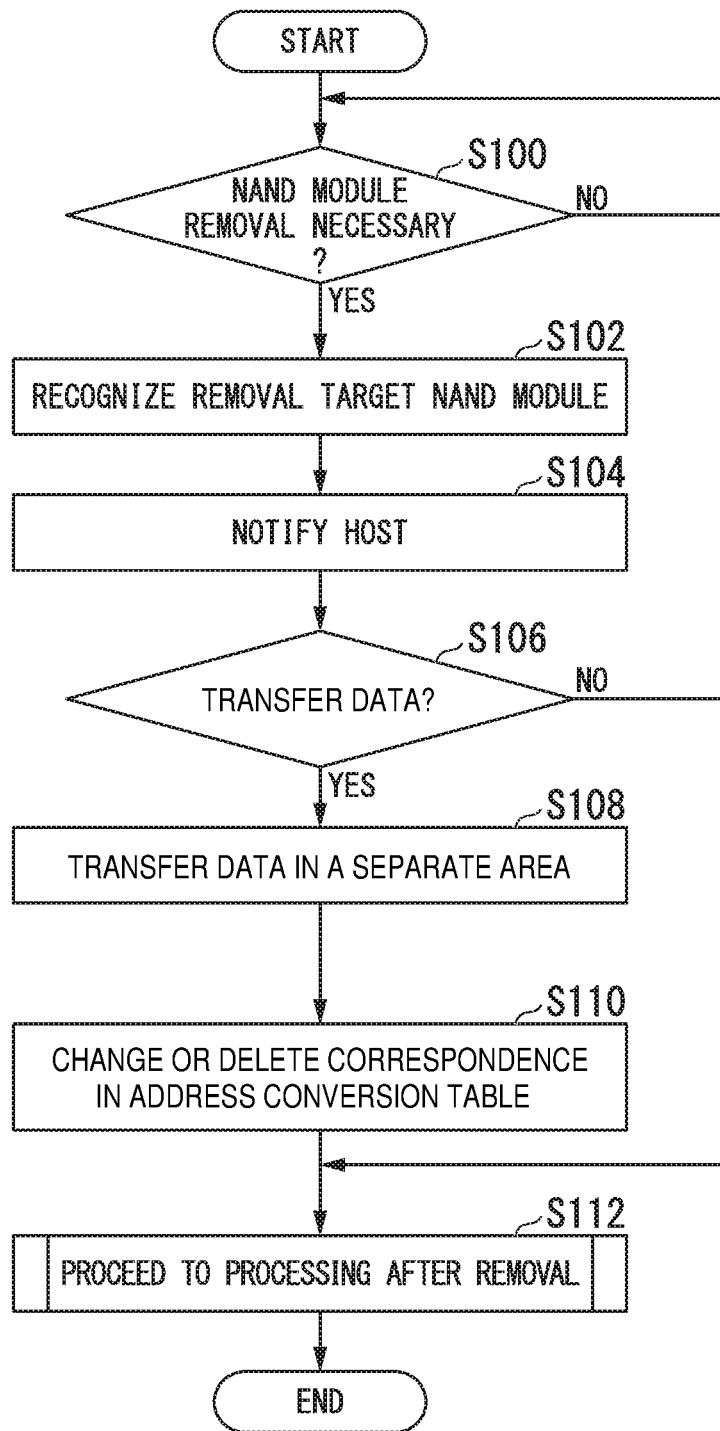 START
S100
NAND MODULE
REMOVAL NECESSARY
?
NO
YES
S102
RECOGNIZE REMOVAL TARGET NAND MODULE
S104
NOTIFY HOST
S106
TRANSFER DATA?
NO
YES
S108
TRANSFER DATA IN A SEPARATE AREA
S110
CHANGE OR DELETE CORRESPONDENCE
IN ADDRESS CONVERSION TABLE
S112
PROCEED TO PROCESSING AFTER REMOVAL
END